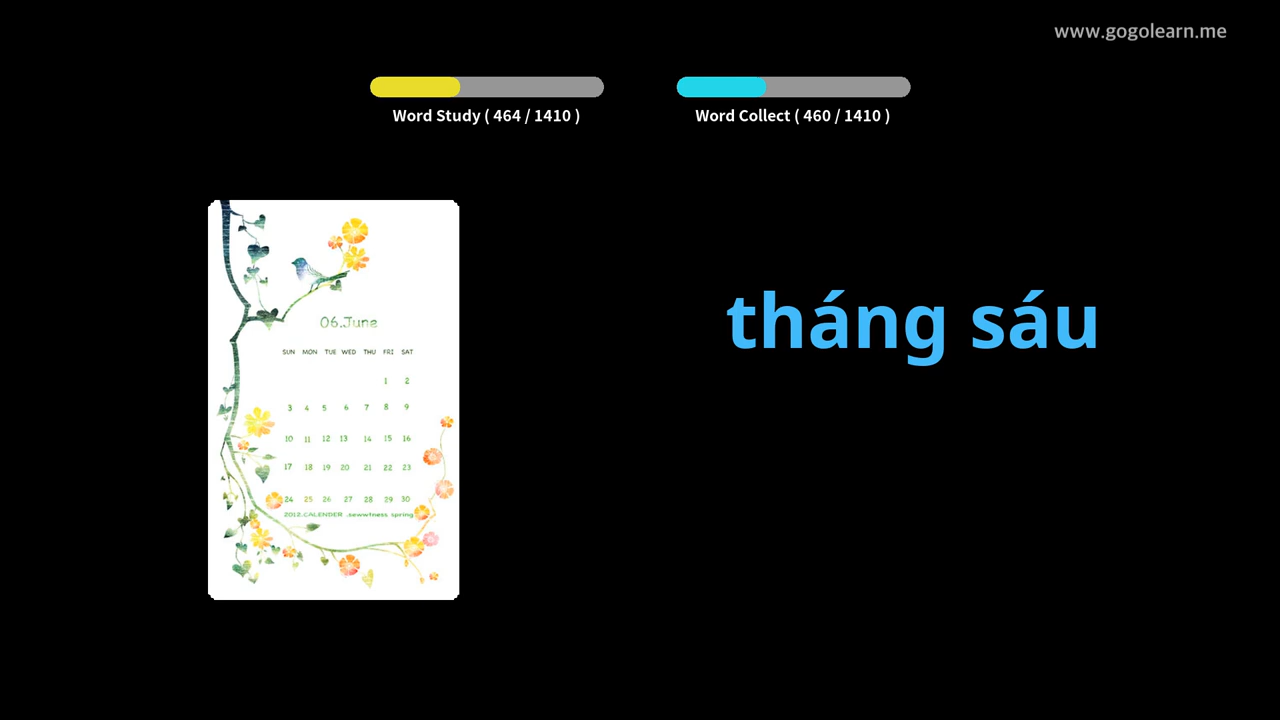 www.gogolearn.me
Word Study ( 464 / 1410 )
Word Collect ( 460 / 1410 )
06.June
SUN MON TUE WED THU FRI SAT
1 2
3 4 5 6 7 8 9
10 11 12 13 14 15 16
17 18 19 20 21 22 23
24 25 26 27 28 29 30
2012.CALENDER .sewwtness spring
tháng sáu